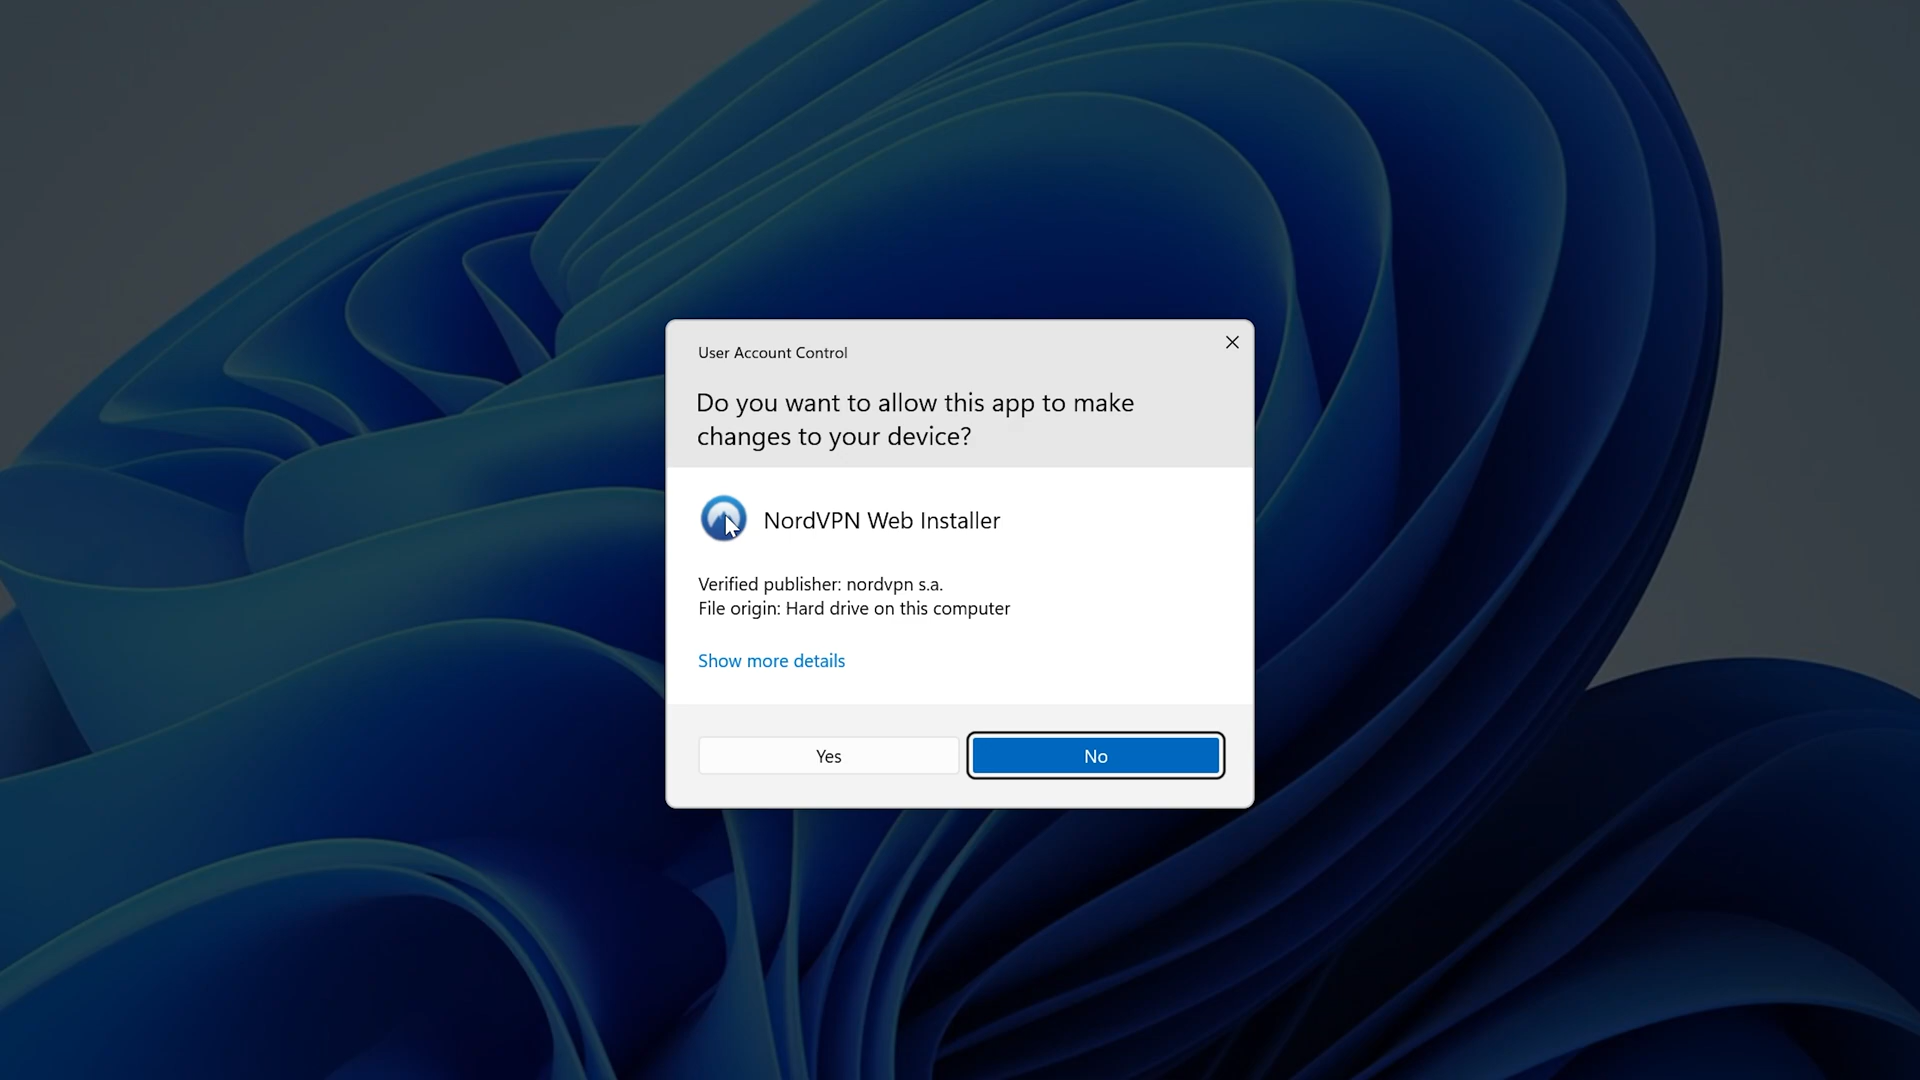 User Account Control
Do you want to allow this app to make
changes to your device?
NordVPN Web Installer
Verified publisher: nordvpn s.a.
File origin: Hard drive on this computer
Show more details
Yes
No